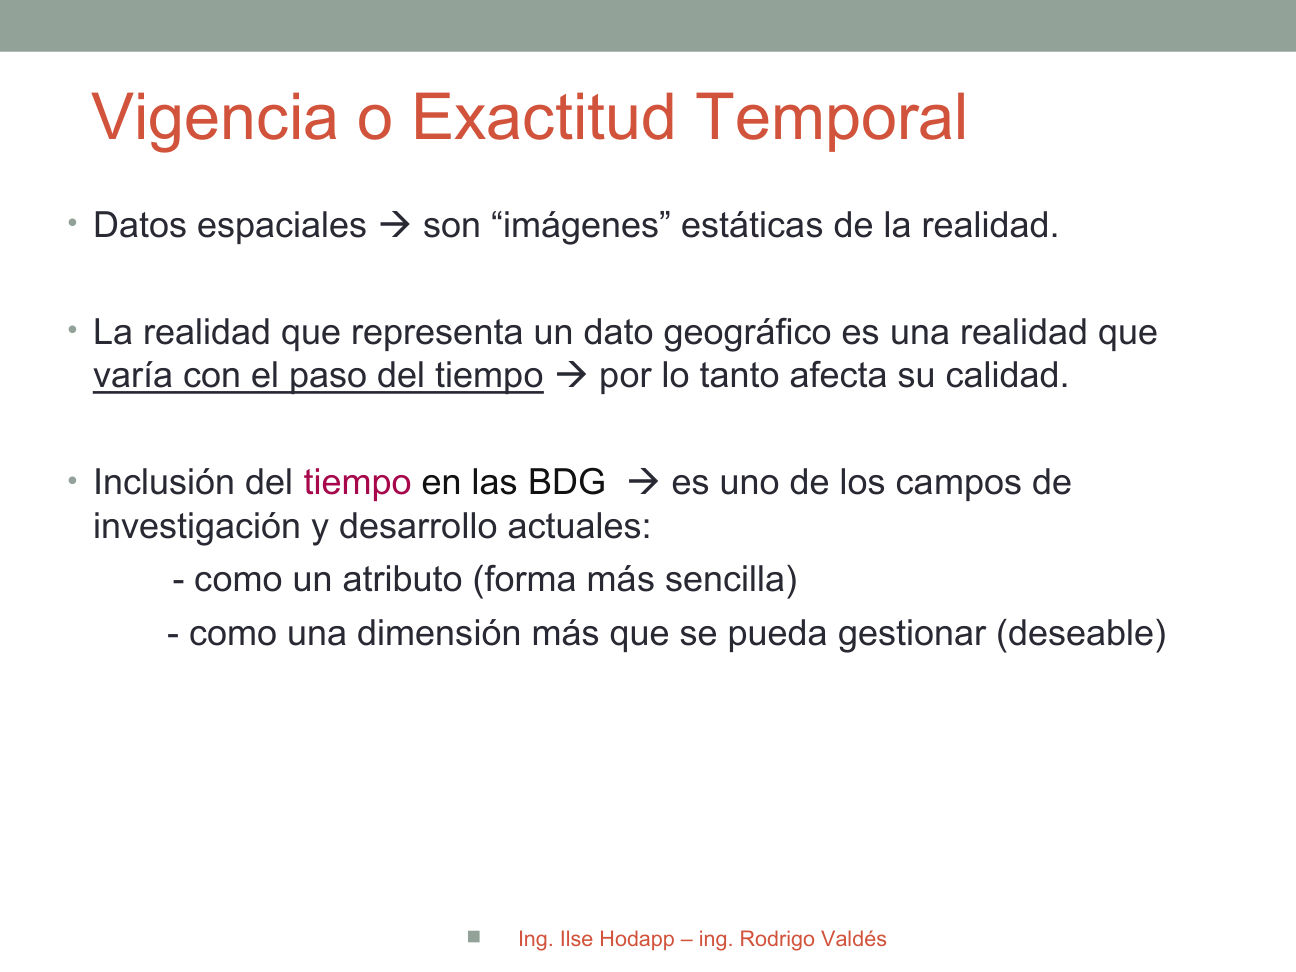 Vigencia o Exactitud Temporal
• Datos espaciales → son “imágenes” estáticas de la realidad.
• La realidad que representa un dato geográfico es una realidad que
varía con el paso del tiempo → por lo tanto afecta su calidad.
• Inclusión del tiempo en las BDG → es uno de los campos de
investigación y desarrollo actuales:
- como un atributo (forma más sencilla)
- como una dimensión más que se pueda gestionar (deseable)
Ing. Ilse Hodapp – ing. Rodrigo Valdés